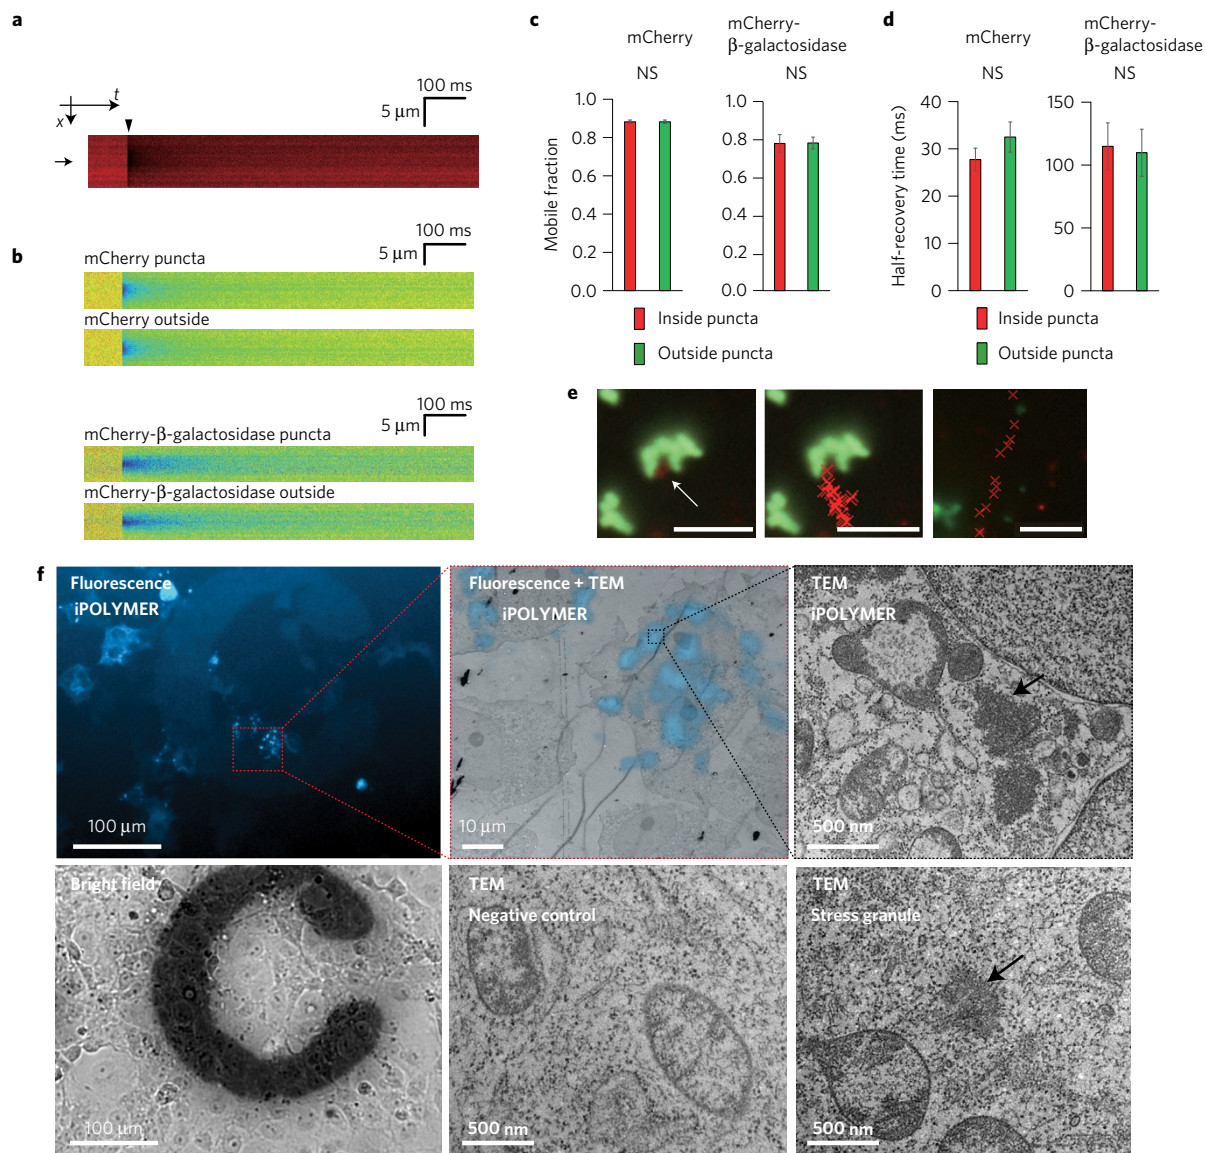 a
t
x
100 ms
5 μm
b
100 ms
5 μm
mCherry puncta
mCherry outside
100 ms
5 μm
mCherry-β-galactosidase puncta
mCherry-β-galactosidase outside
c
mCherry
mCherry-
β-galactosidase
NS
NS
Mobile fraction
1.0
0.8
0.6
0.4
0.2
0.0
1.0
0.8
0.6
0.4
0.2
0.0
Inside puncta
Outside puncta
d
mCherry
mCherry-
β-galactosidase
NS
NS
Half-recovery time (ms)
40
30
20
10
0
150
100
50
0
Inside puncta
Outside puncta
e
f
Fluorescence
iPOLYMER
100 μm
Fluorescence + TEM
iPOLYMER
10 μm
TEM
iPOLYMER
500 nm
Bright field
100 μm
TEM
Negative control
500 nm
TEM
Stress granule
500 nm